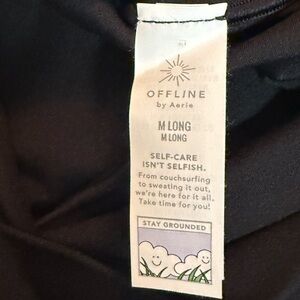 OFFLINE
by Aerie
M LONG
M LONG
SELF-CARE
ISN'T SELFISH.
From couchsurfing
to sweating it out,
we're here for it all.
Take time for you!
STAY GROUNDED